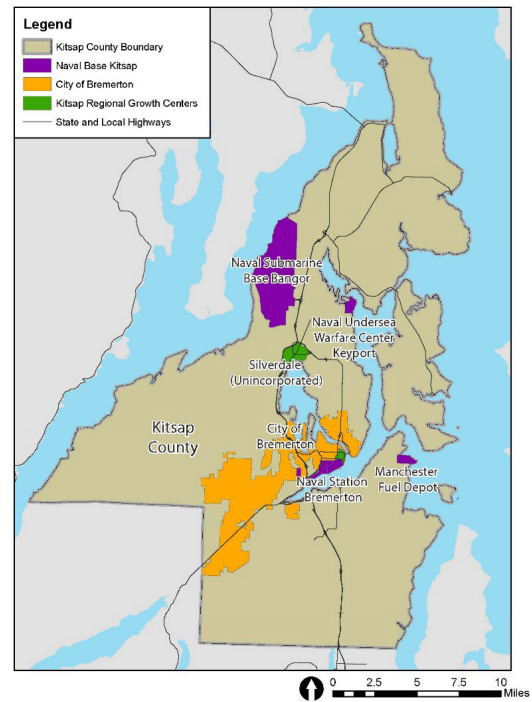 Legend
Kitsap County Boundary
Naval Base Kitsap
City of Bremerton
Kitsap Regional Growth Centers
State and Local Highways
Naval Submarine
Base Bangor
Naval Undersea
Warfare Center
Keyport
Silverdale
(Unincorporated)
Kitsap
County
City of
Bremerton
Naval Station
Bremerton
Manchester
Fuel Depot
0 2.5 5 7.5 10
Miles